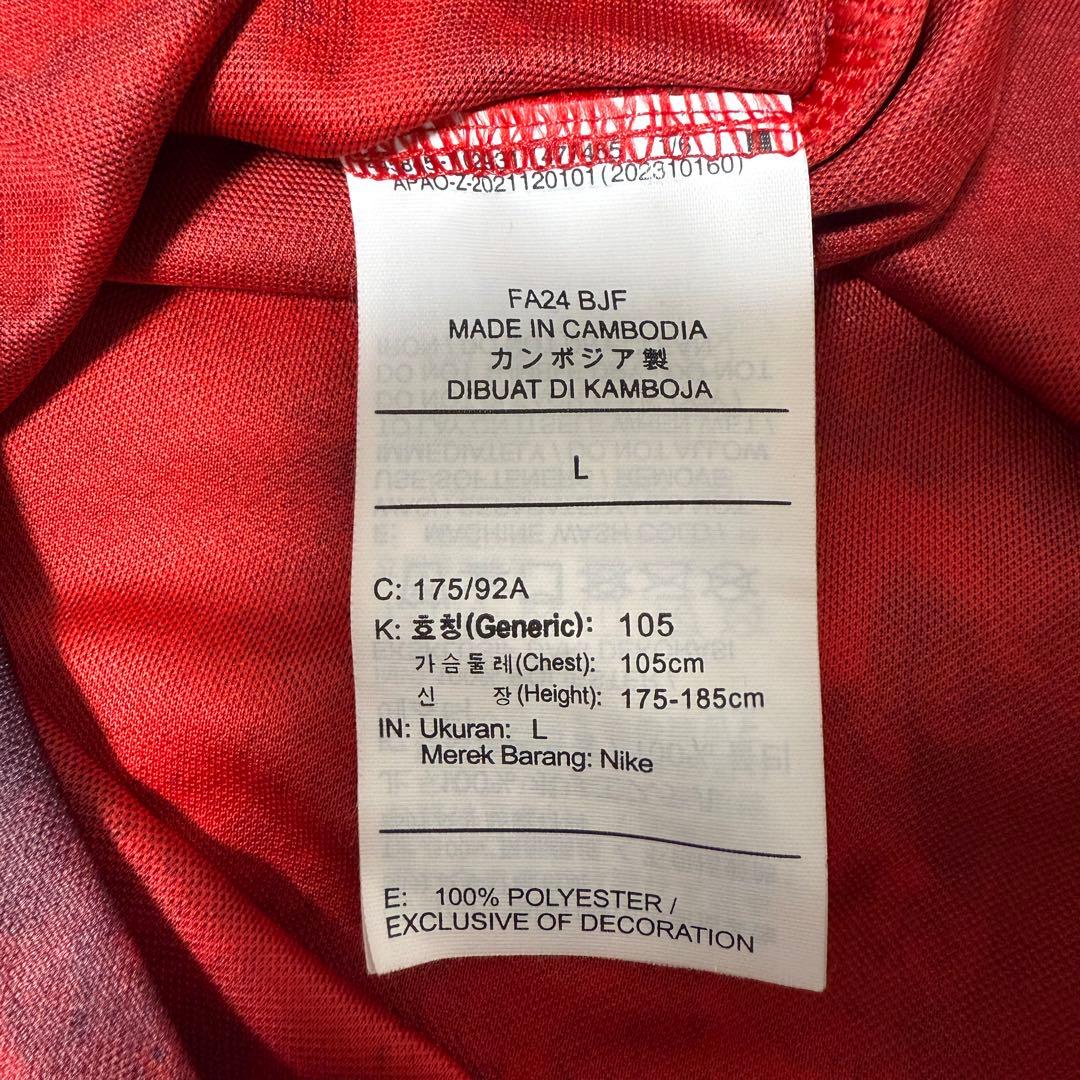 APAO-Z-2021120101(202310160)
FA24 BJF
MADE IN CAMBODIA
カンボジア製
DIBUAT DI KAMBOJA
L
C: 175/92A
K: 호칭(Generic): 105
가슴둘레(Chest): 105cm
신 장(Height): 175-185cm
IN: Ukuran: L
Merek Barang: Nike
E: 100% POLYESTER /
EXCLUSIVE OF DECORATION